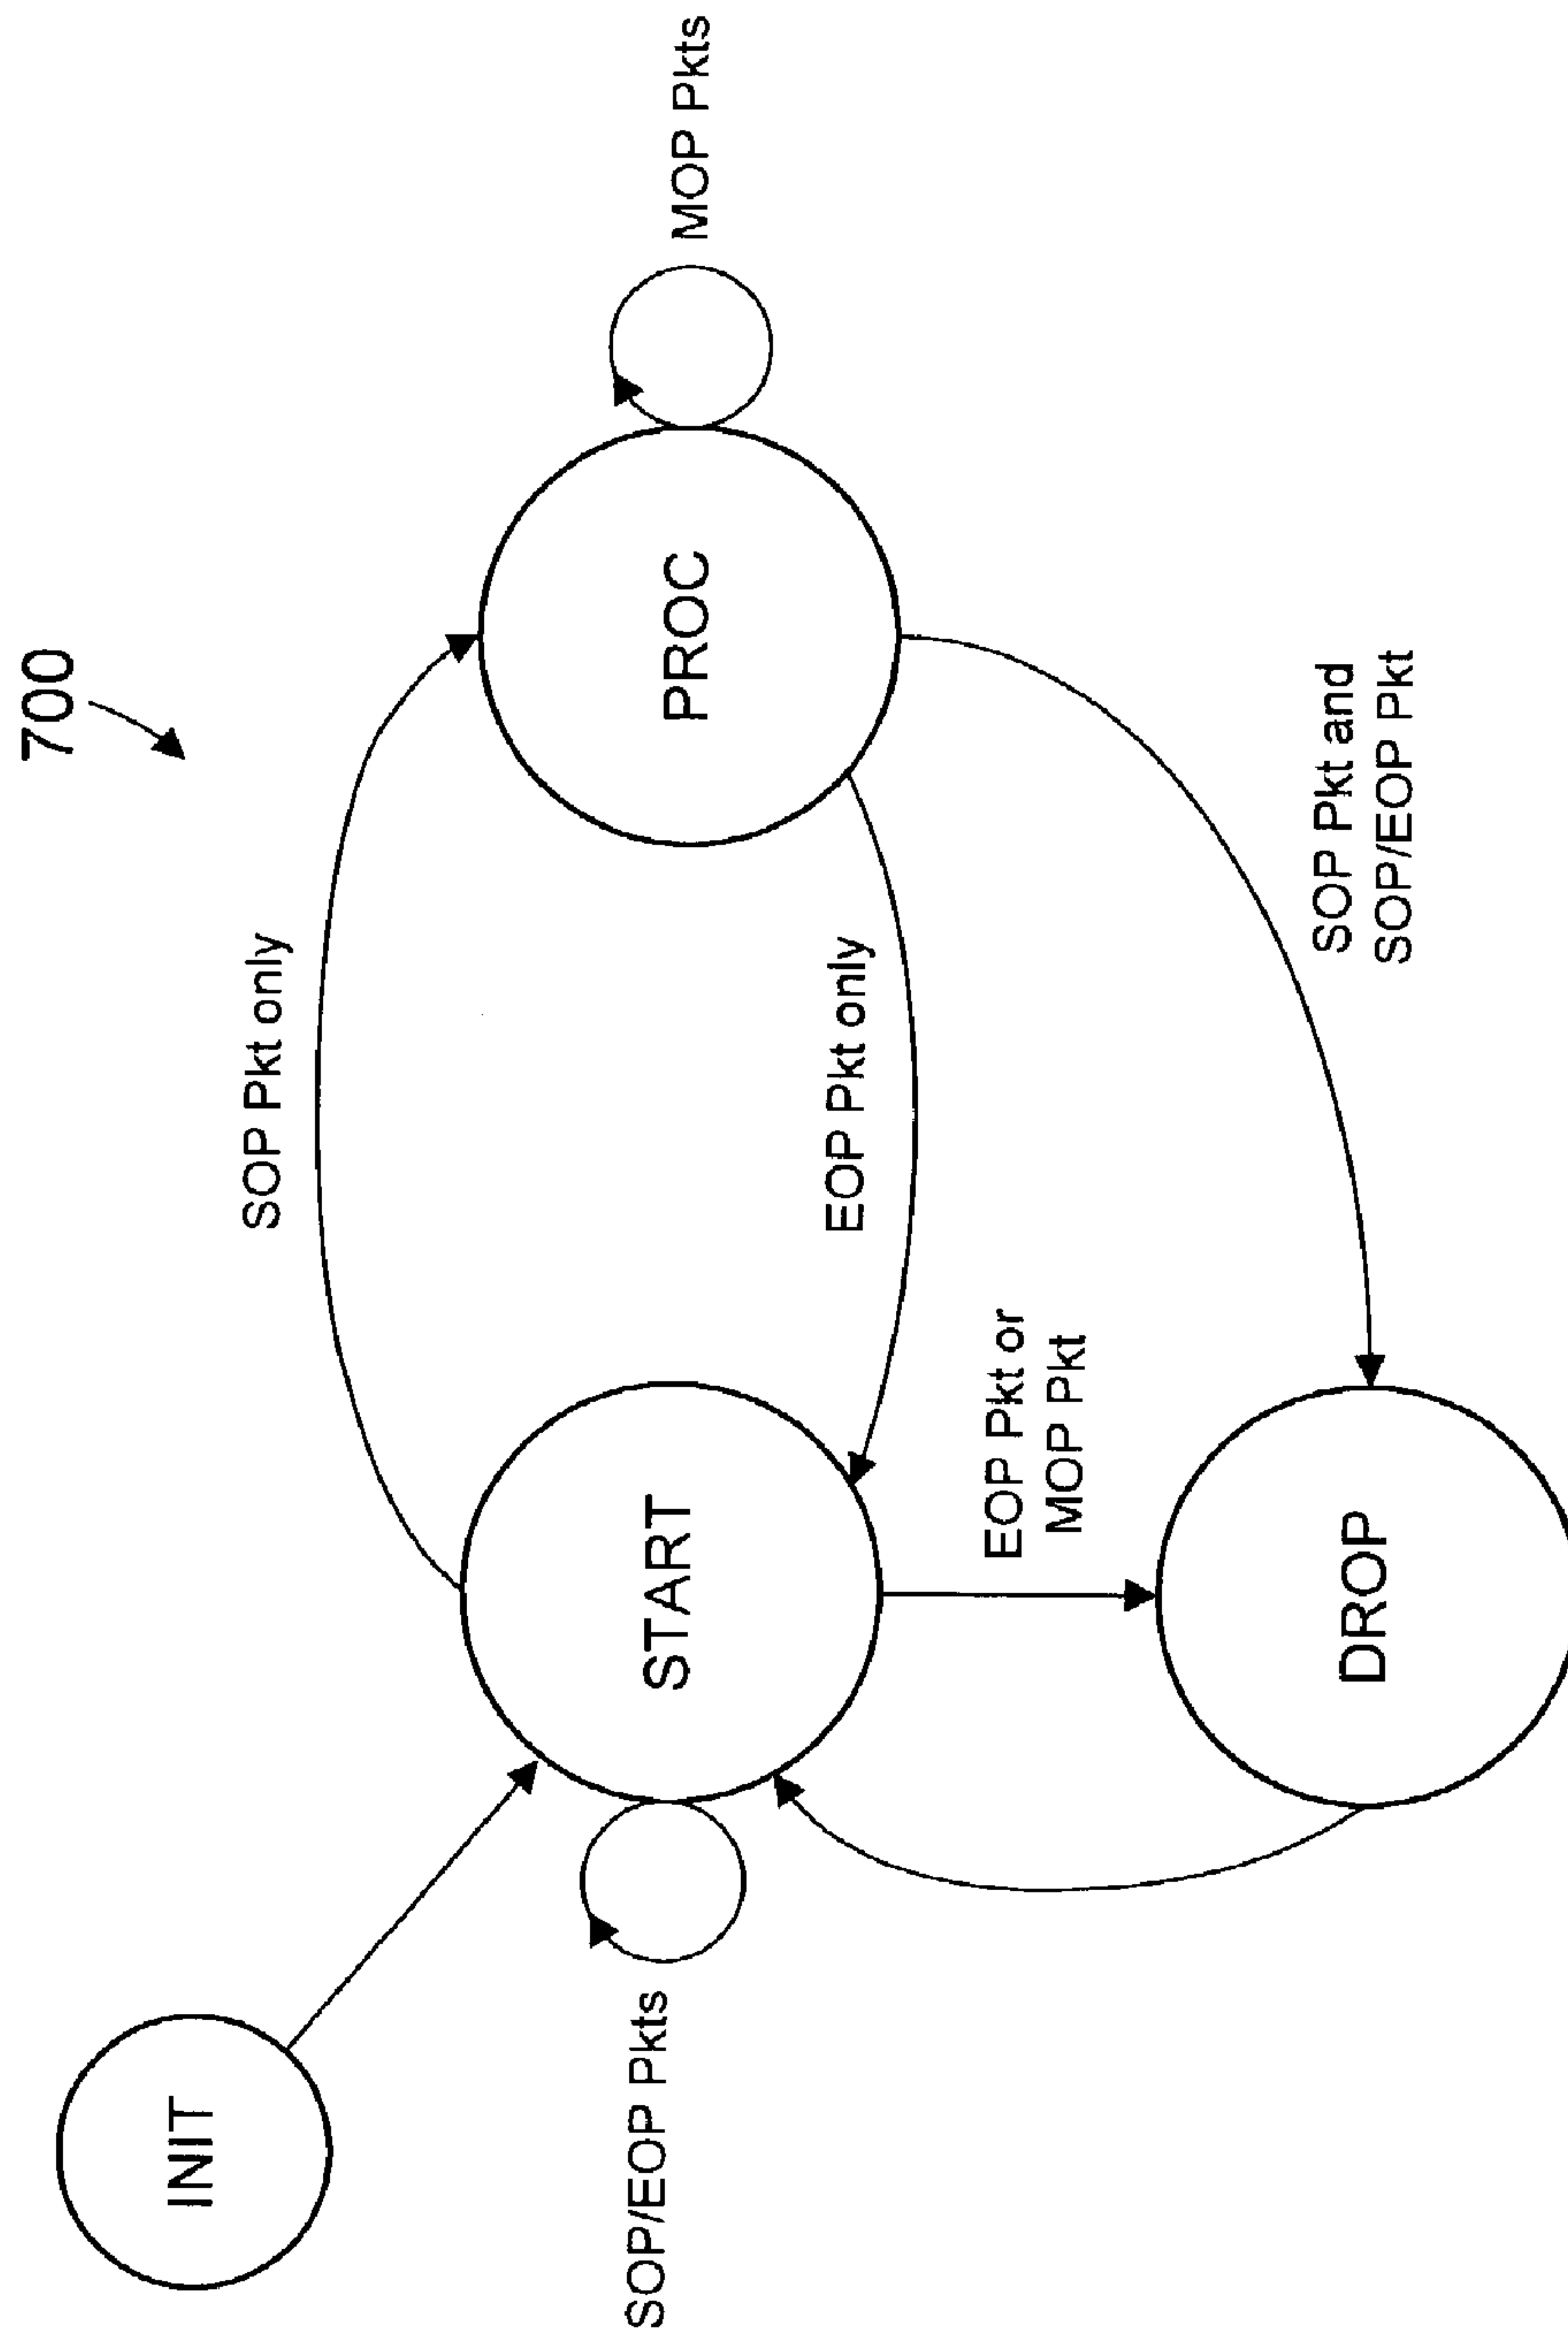 700
INIT
SOP Pkt only
SOP/EOP Pkts
START
PROC
MOP Pkts
EOP Pkt only
EOP Pkt or
MOP Pkt
SOP Pkt and
SOP/EOP Pkt
DROP